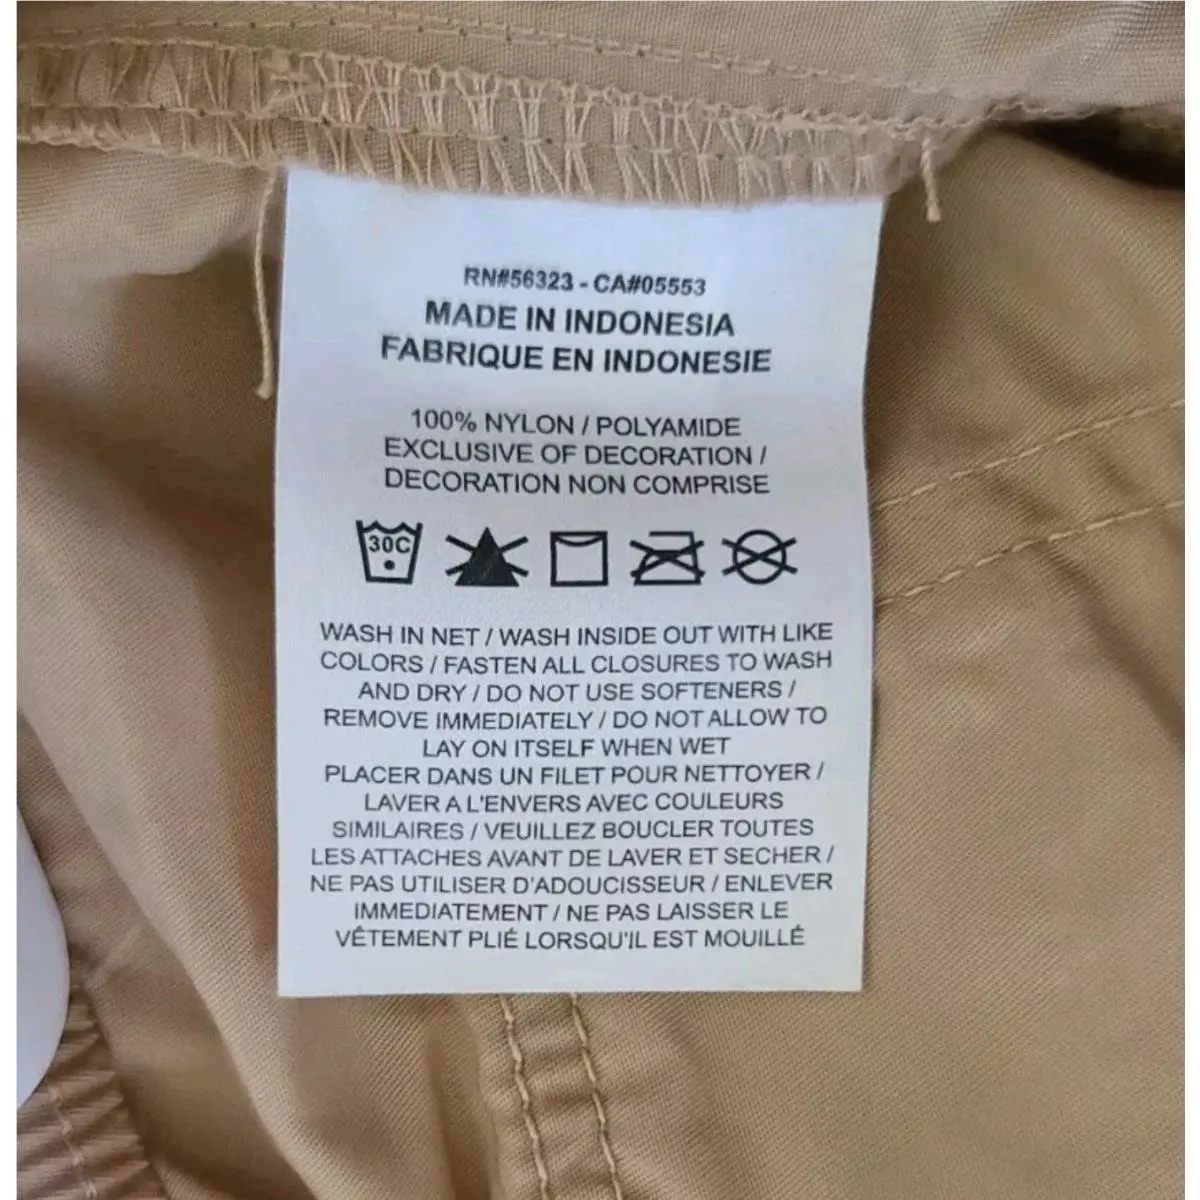 RN#56323 - CA#05553
MADE IN INDONESIA
FABRIQUE EN INDONESIE
100% NYLON / POLYAMIDE
EXCLUSIVE OF DECORATION /
DECORATION NON COMPRISE
30C
WASH IN NET / WASH INSIDE OUT WITH LIKE
COLORS / FASTEN ALL CLOSURES TO WASH
AND DRY / DO NOT USE SOFTENERS /
REMOVE IMMEDIATELY / DO NOT ALLOW TO
LAY ON ITSELF WHEN WET
PLACER DANS UN FILET POUR NETTOYER /
LAVER A L'ENVERS AVEC COULEURS
SIMILAIRES / VEUILLEZ BOUCLER TOUTES
LES ATTACHES AVANT DE LAVER ET SECHER /
NE PAS UTILISER D'ADOUCISSEUR / ENLEVER
IMMEDIATEMENT / NE PAS LAISSER LE
VÊTEMENT PLIÉ LORSQU'IL EST MOUILLÉ